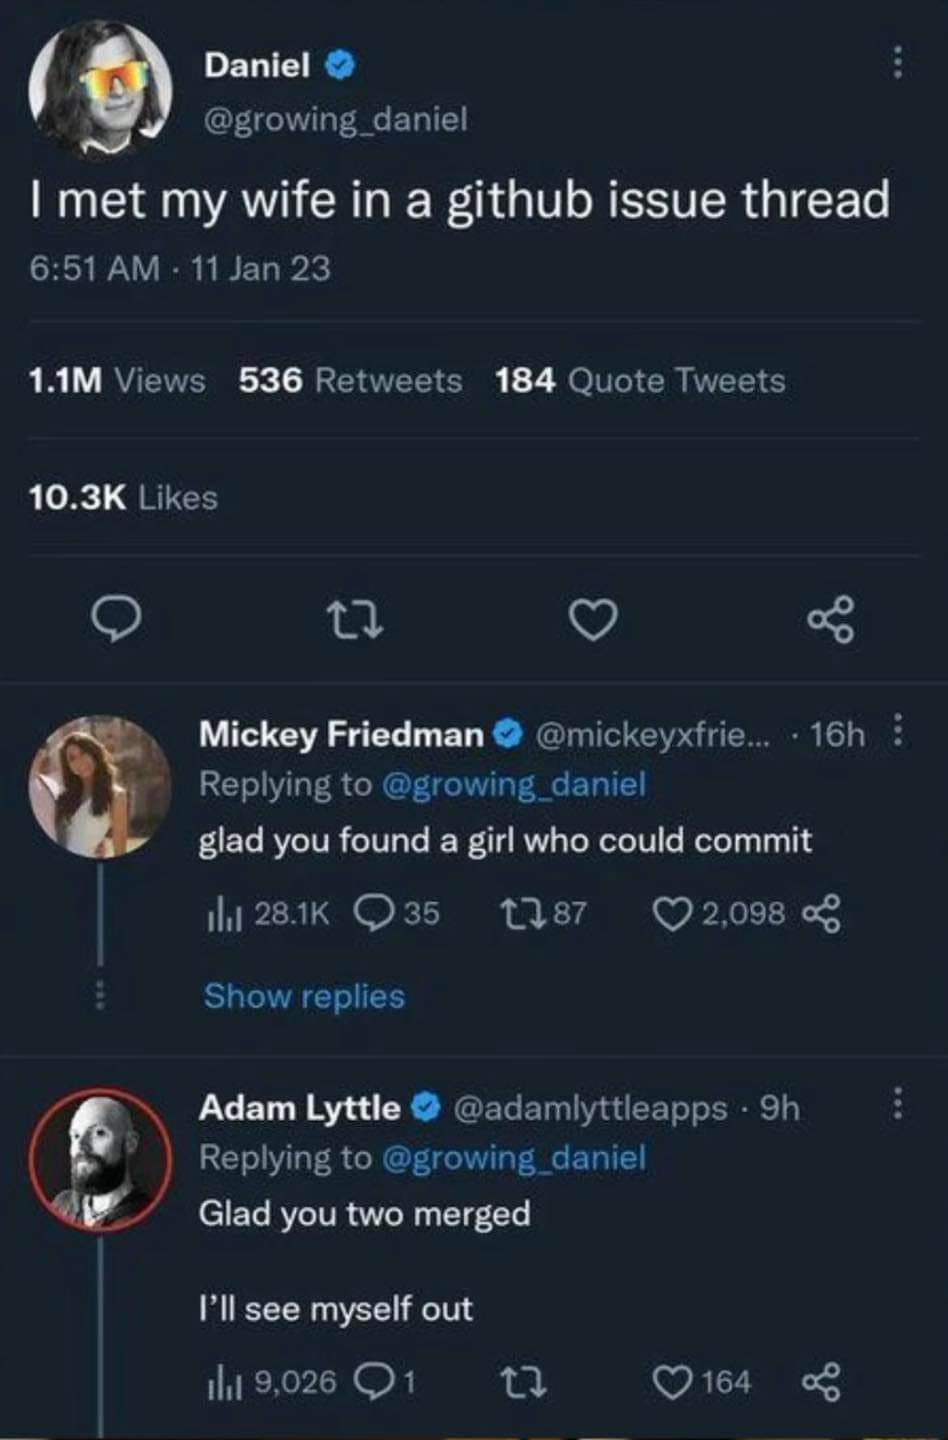 Daniel
@growing_daniel
I met my wife in a github issue thread
6:51 AM · 11 Jan 23
1.1M Views 536 Retweets 184 Quote Tweets
10.3K Likes
Mickey Friedman @mickeyxfrie... · 16h
Replying to @growing_daniel
glad you found a girl who could commit
28.1K 35 87 2,098
Show replies
Adam Lyttle @adamlyttleapps · 9h
Replying to @growing_daniel
Glad you two merged
I'll see myself out
9,026 1 164